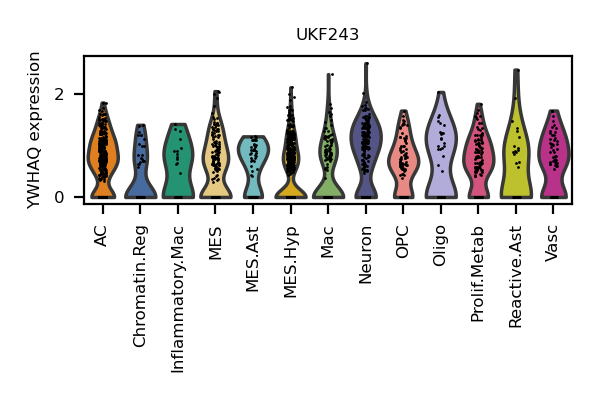 UKF243
YWHAQ expression
2
0
AC
Chromatin.Reg
Inflammatory.Mac
MES
MES.Ast
MES.Hyp
Mac
Neuron
OPC
Oligo
Prolif.Metab
Reactive.Ast
Vasc